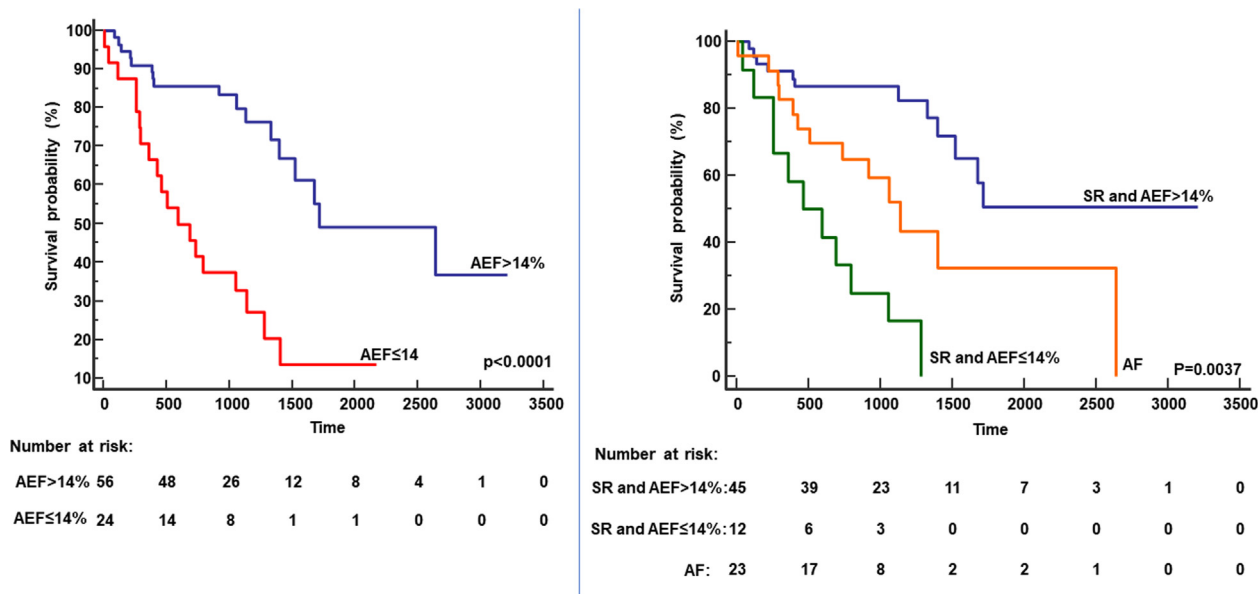 Survival probability (%)
100
90
80
70
60
50
40
30
20
10
AEF>14%
AEF≤14
p<0.0001
0 500 1000 1500 2000 2500 3000 3500
Time
Number at risk:
AEF>14% 56 48 26 12 8 4 1 0
AEF≤14% 24 14 8 1 1 0 0 0
Survival probability (%)
100
80
60
40
20
0
SR and AEF>14%
SR and AEF≤14%
AF
P=0.0037
0 500 1000 1500 2000 2500 3000 3500
Time
Number at risk:
SR and AEF>14%:45 39 23 11 7 3 1 0
SR and AEF≤14%:12 6 3 0 0 0 0 0
AF: 23 17 8 2 2 1 0 0